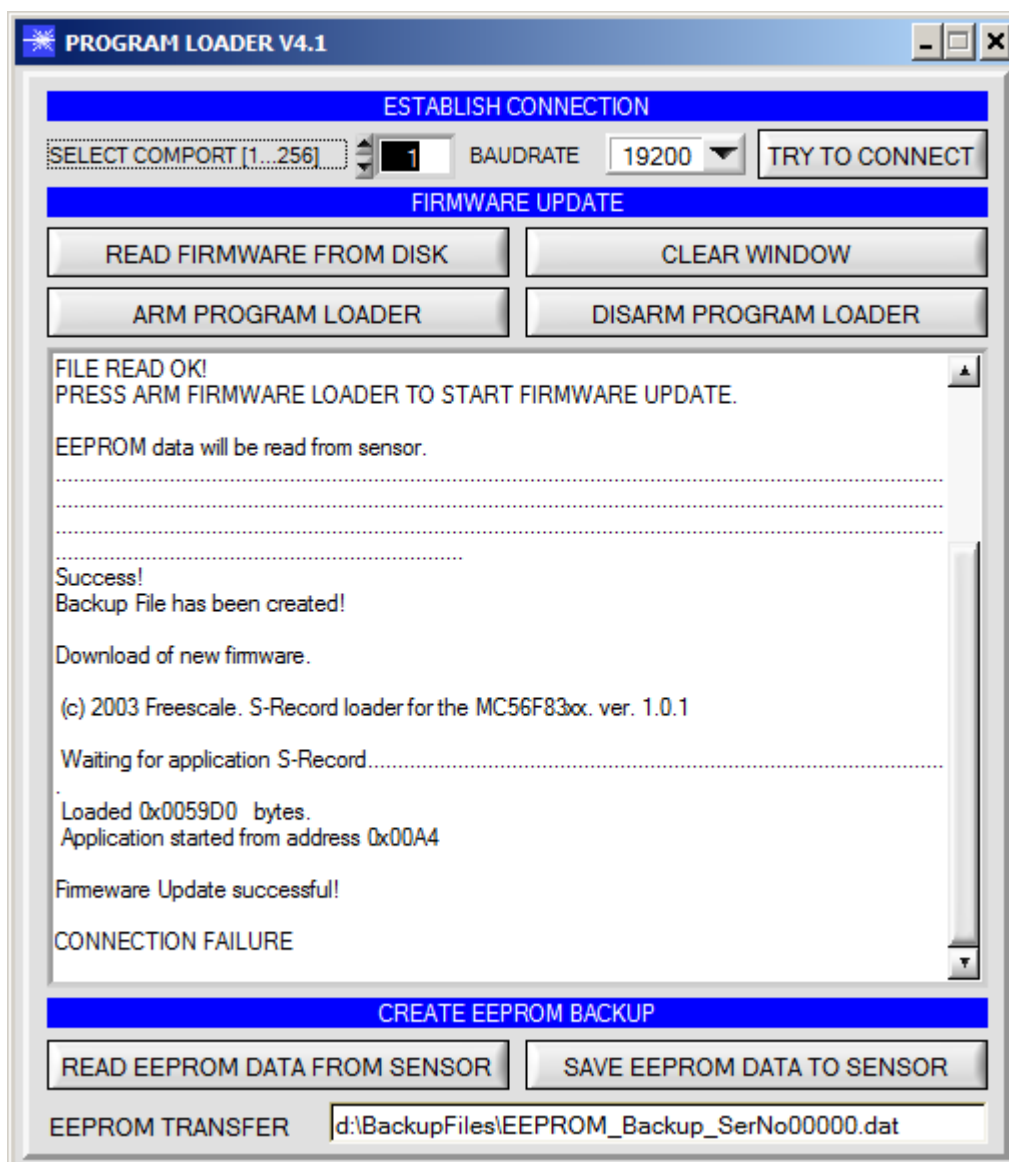 PROGRAM LOADER V4.1
ESTABLISH CONNECTION
SELECT COMPORT [1...256] 1 BAUDRATE 19200 TRY TO CONNECT
FIRMWARE UPDATE
READ FIRMWARE FROM DISK CLEAR WINDOW
ARM PROGRAM LOADER DISARM PROGRAM LOADER
FILE READ OK!
PRESS ARM FIRMWARE LOADER TO START FIRMWARE UPDATE.
EEPROM data will be read from sensor.
....................................................................................................................................................
....................................................................................................................................................
....................................................................................................................................................
....................................................................
Success!
Backup File has been created!
Download of new firmware.
(c) 2003 Freescale. S-Record loader for the MC56F83xx. ver. 1.0.1
Waiting for application S-Record................................................................................................
.
Loaded 0x0059D0 bytes.
Application started from address 0x00A4
Firmeware Update successful!
CONNECTION FAILURE
CREATE EEPROM BACKUP
READ EEPROM DATA FROM SENSOR SAVE EEPROM DATA TO SENSOR
EEPROM TRANSFER d:\BackupFiles\EEPROM_Backup_SerNo00000.dat